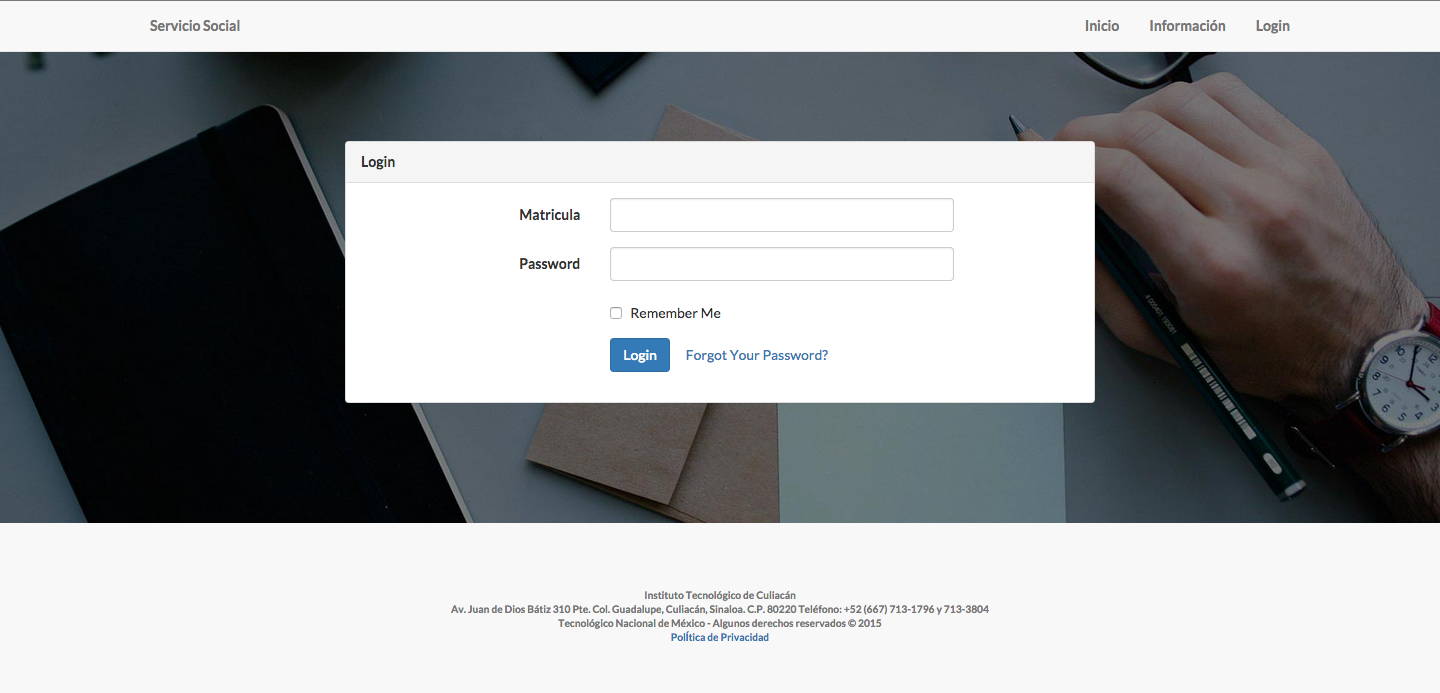 Servicio Social
Inicio Información Login
Login
Matricula
Password
Remember Me
Login Forgot Your Password?
Instituto Tecnológico de Culiacán
Av. Juan de Dios Bátiz 310 Pte. Col. Guadalupe, Culiacán, Sinaloa. C.P. 80220 Teléfono: +52 (667) 713-1796 y 713-3804
Tecnológico Nacional de México - Algunos derechos reservados © 2015
PolÍtica de Privacidad